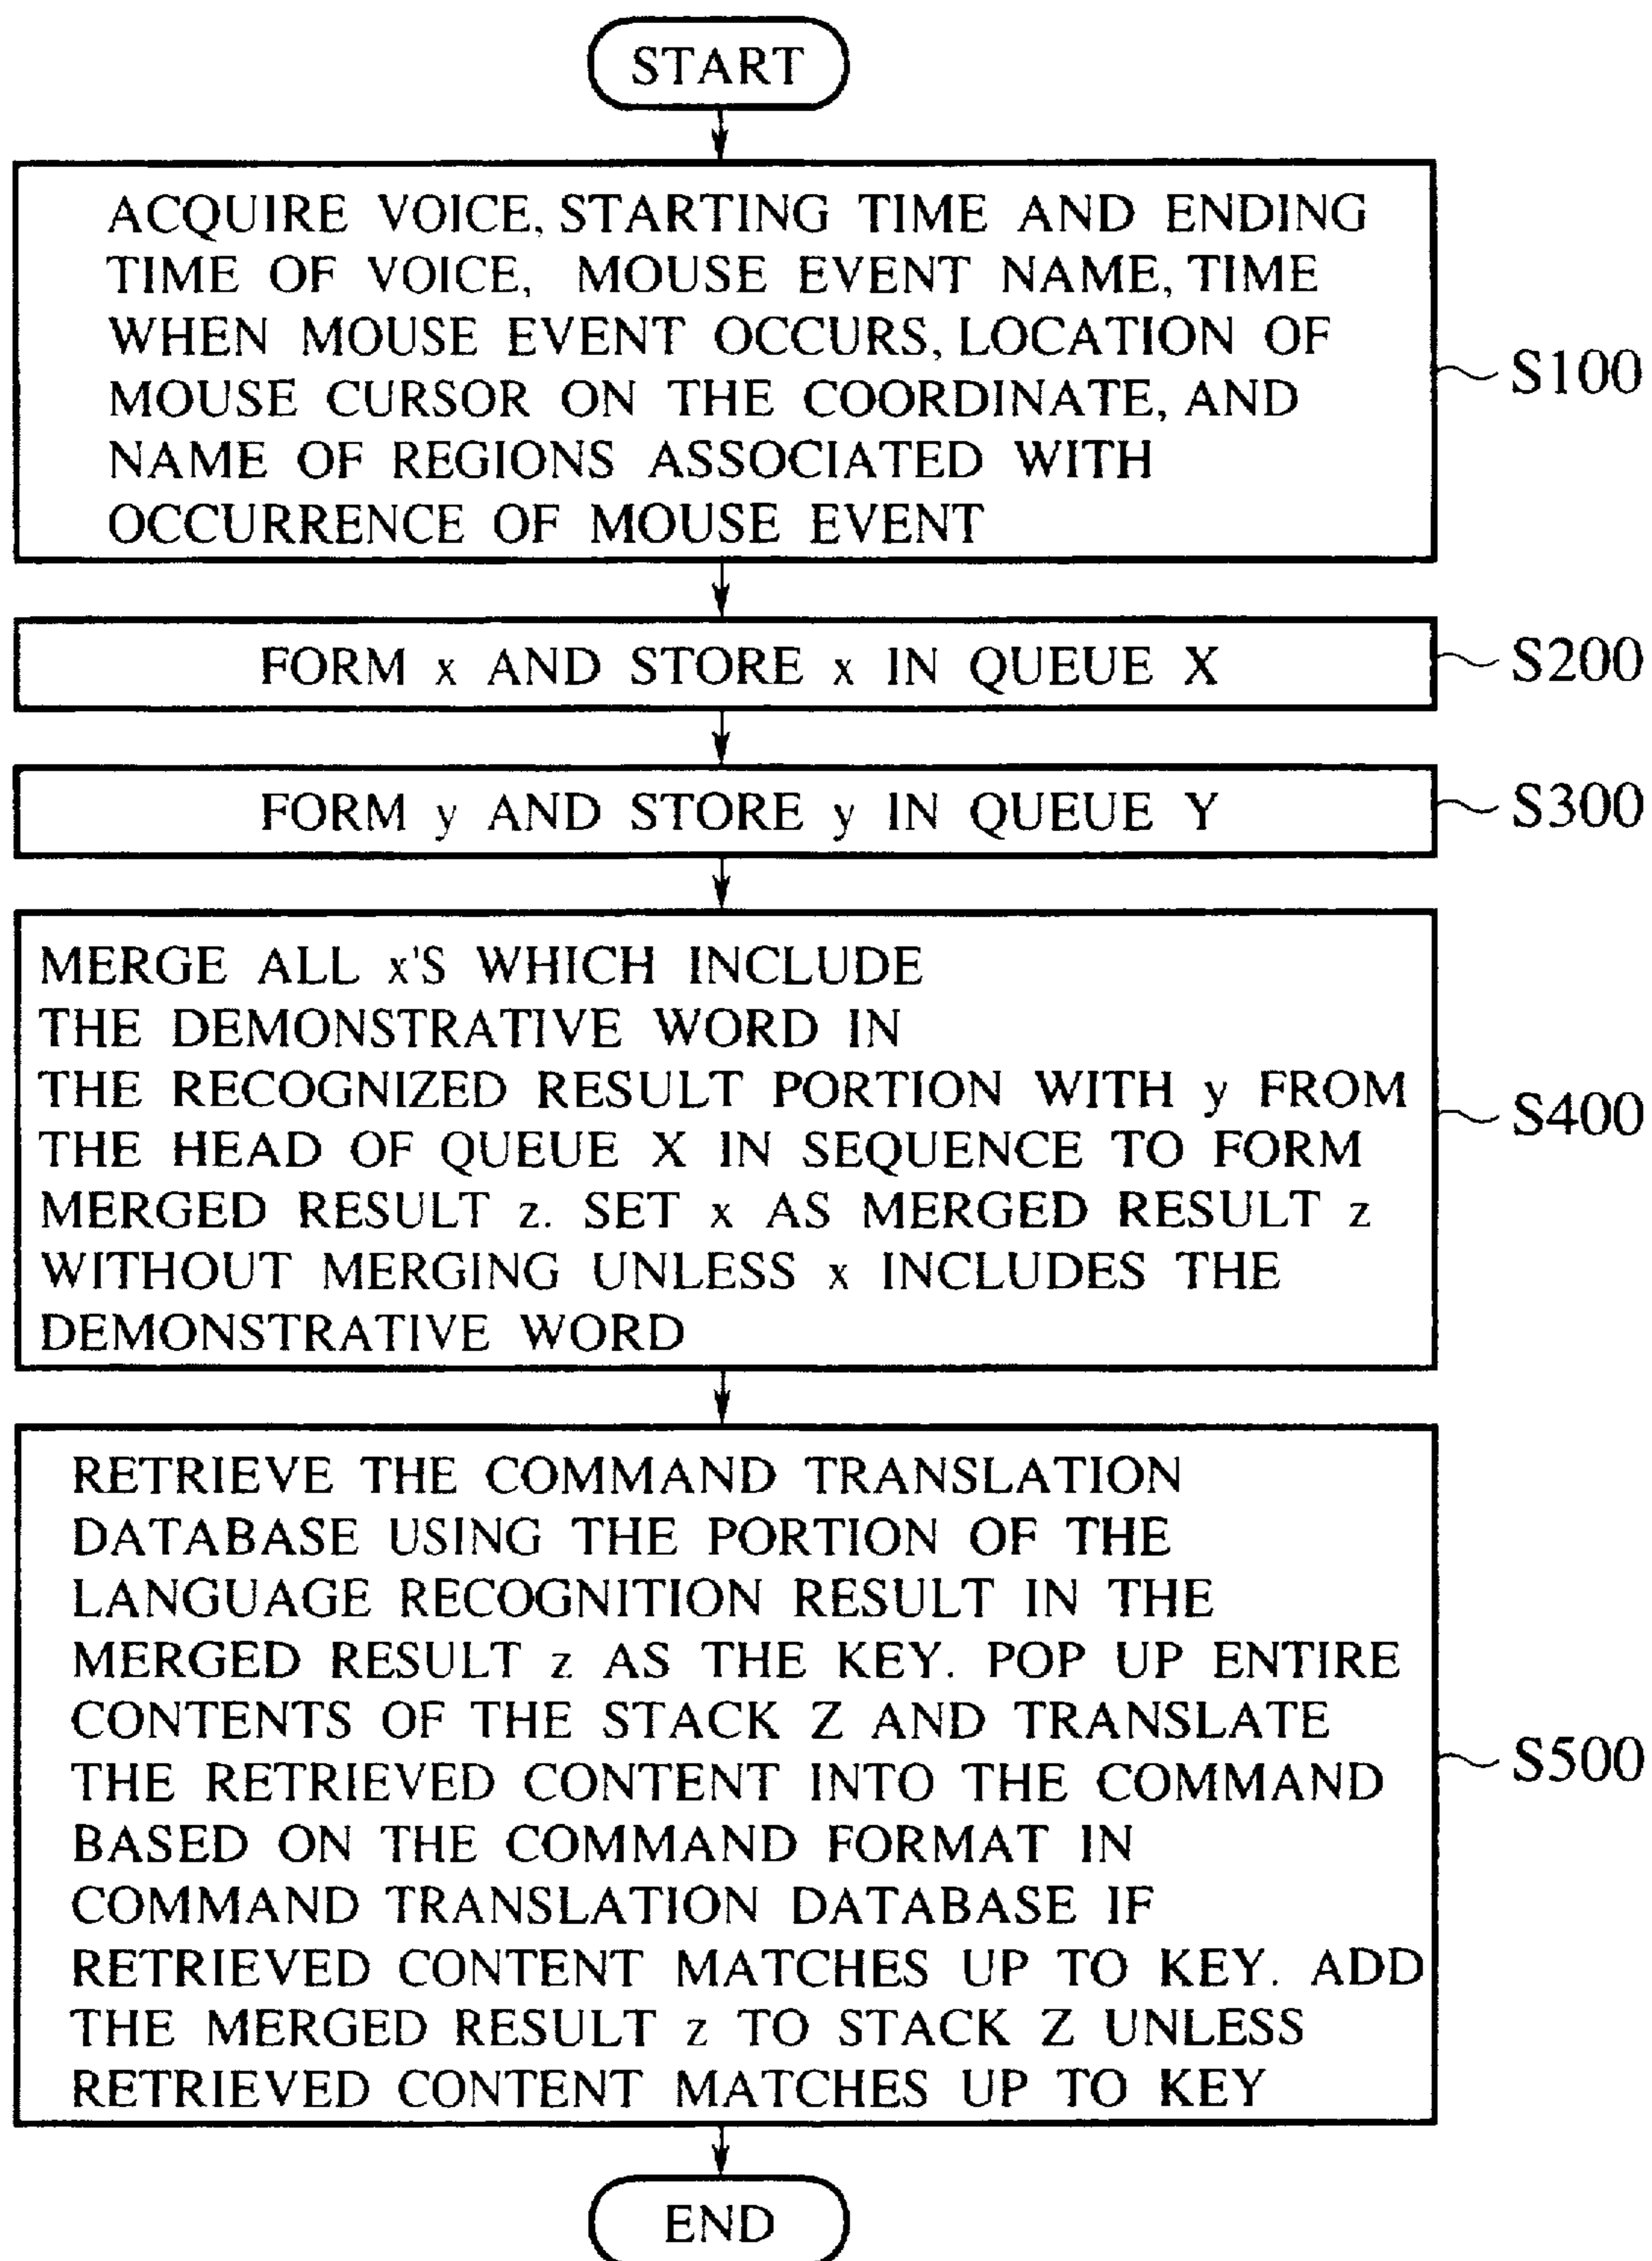 START
ACQUIRE VOICE, STARTING TIME AND ENDING
TIME OF VOICE, MOUSE EVENT NAME, TIME
WHEN MOUSE EVENT OCCURS, LOCATION OF
MOUSE CURSOR ON THE COORDINATE, AND
NAME OF REGIONS ASSOCIATED WITH
OCCURRENCE OF MOUSE EVENT
S100
FORM x AND STORE x IN QUEUE X
S200
FORM y AND STORE y IN QUEUE Y
S300
MERGE ALL x'S WHICH INCLUDE
THE DEMONSTRATIVE WORD IN
THE RECOGNIZED RESULT PORTION WITH y FROM
THE HEAD OF QUEUE X IN SEQUENCE TO FORM
MERGED RESULT z. SET x AS MERGED RESULT z
WITHOUT MERGING UNLESS x INCLUDES THE
DEMONSTRATIVE WORD
S400
RETRIEVE THE COMMAND TRANSLATION
DATABASE USING THE PORTION OF THE
LANGUAGE RECOGNITION RESULT IN THE
MERGED RESULT z AS THE KEY. POP UP ENTIRE
CONTENTS OF THE STACK Z AND TRANSLATE
THE RETRIEVED CONTENT INTO THE COMMAND
BASED ON THE COMMAND FORMAT IN
COMMAND TRANSLATION DATABASE IF
RETRIEVED CONTENT MATCHES UP TO KEY. ADD
THE MERGED RESULT z TO STACK Z UNLESS
RETRIEVED CONTENT MATCHES UP TO KEY
S500
END